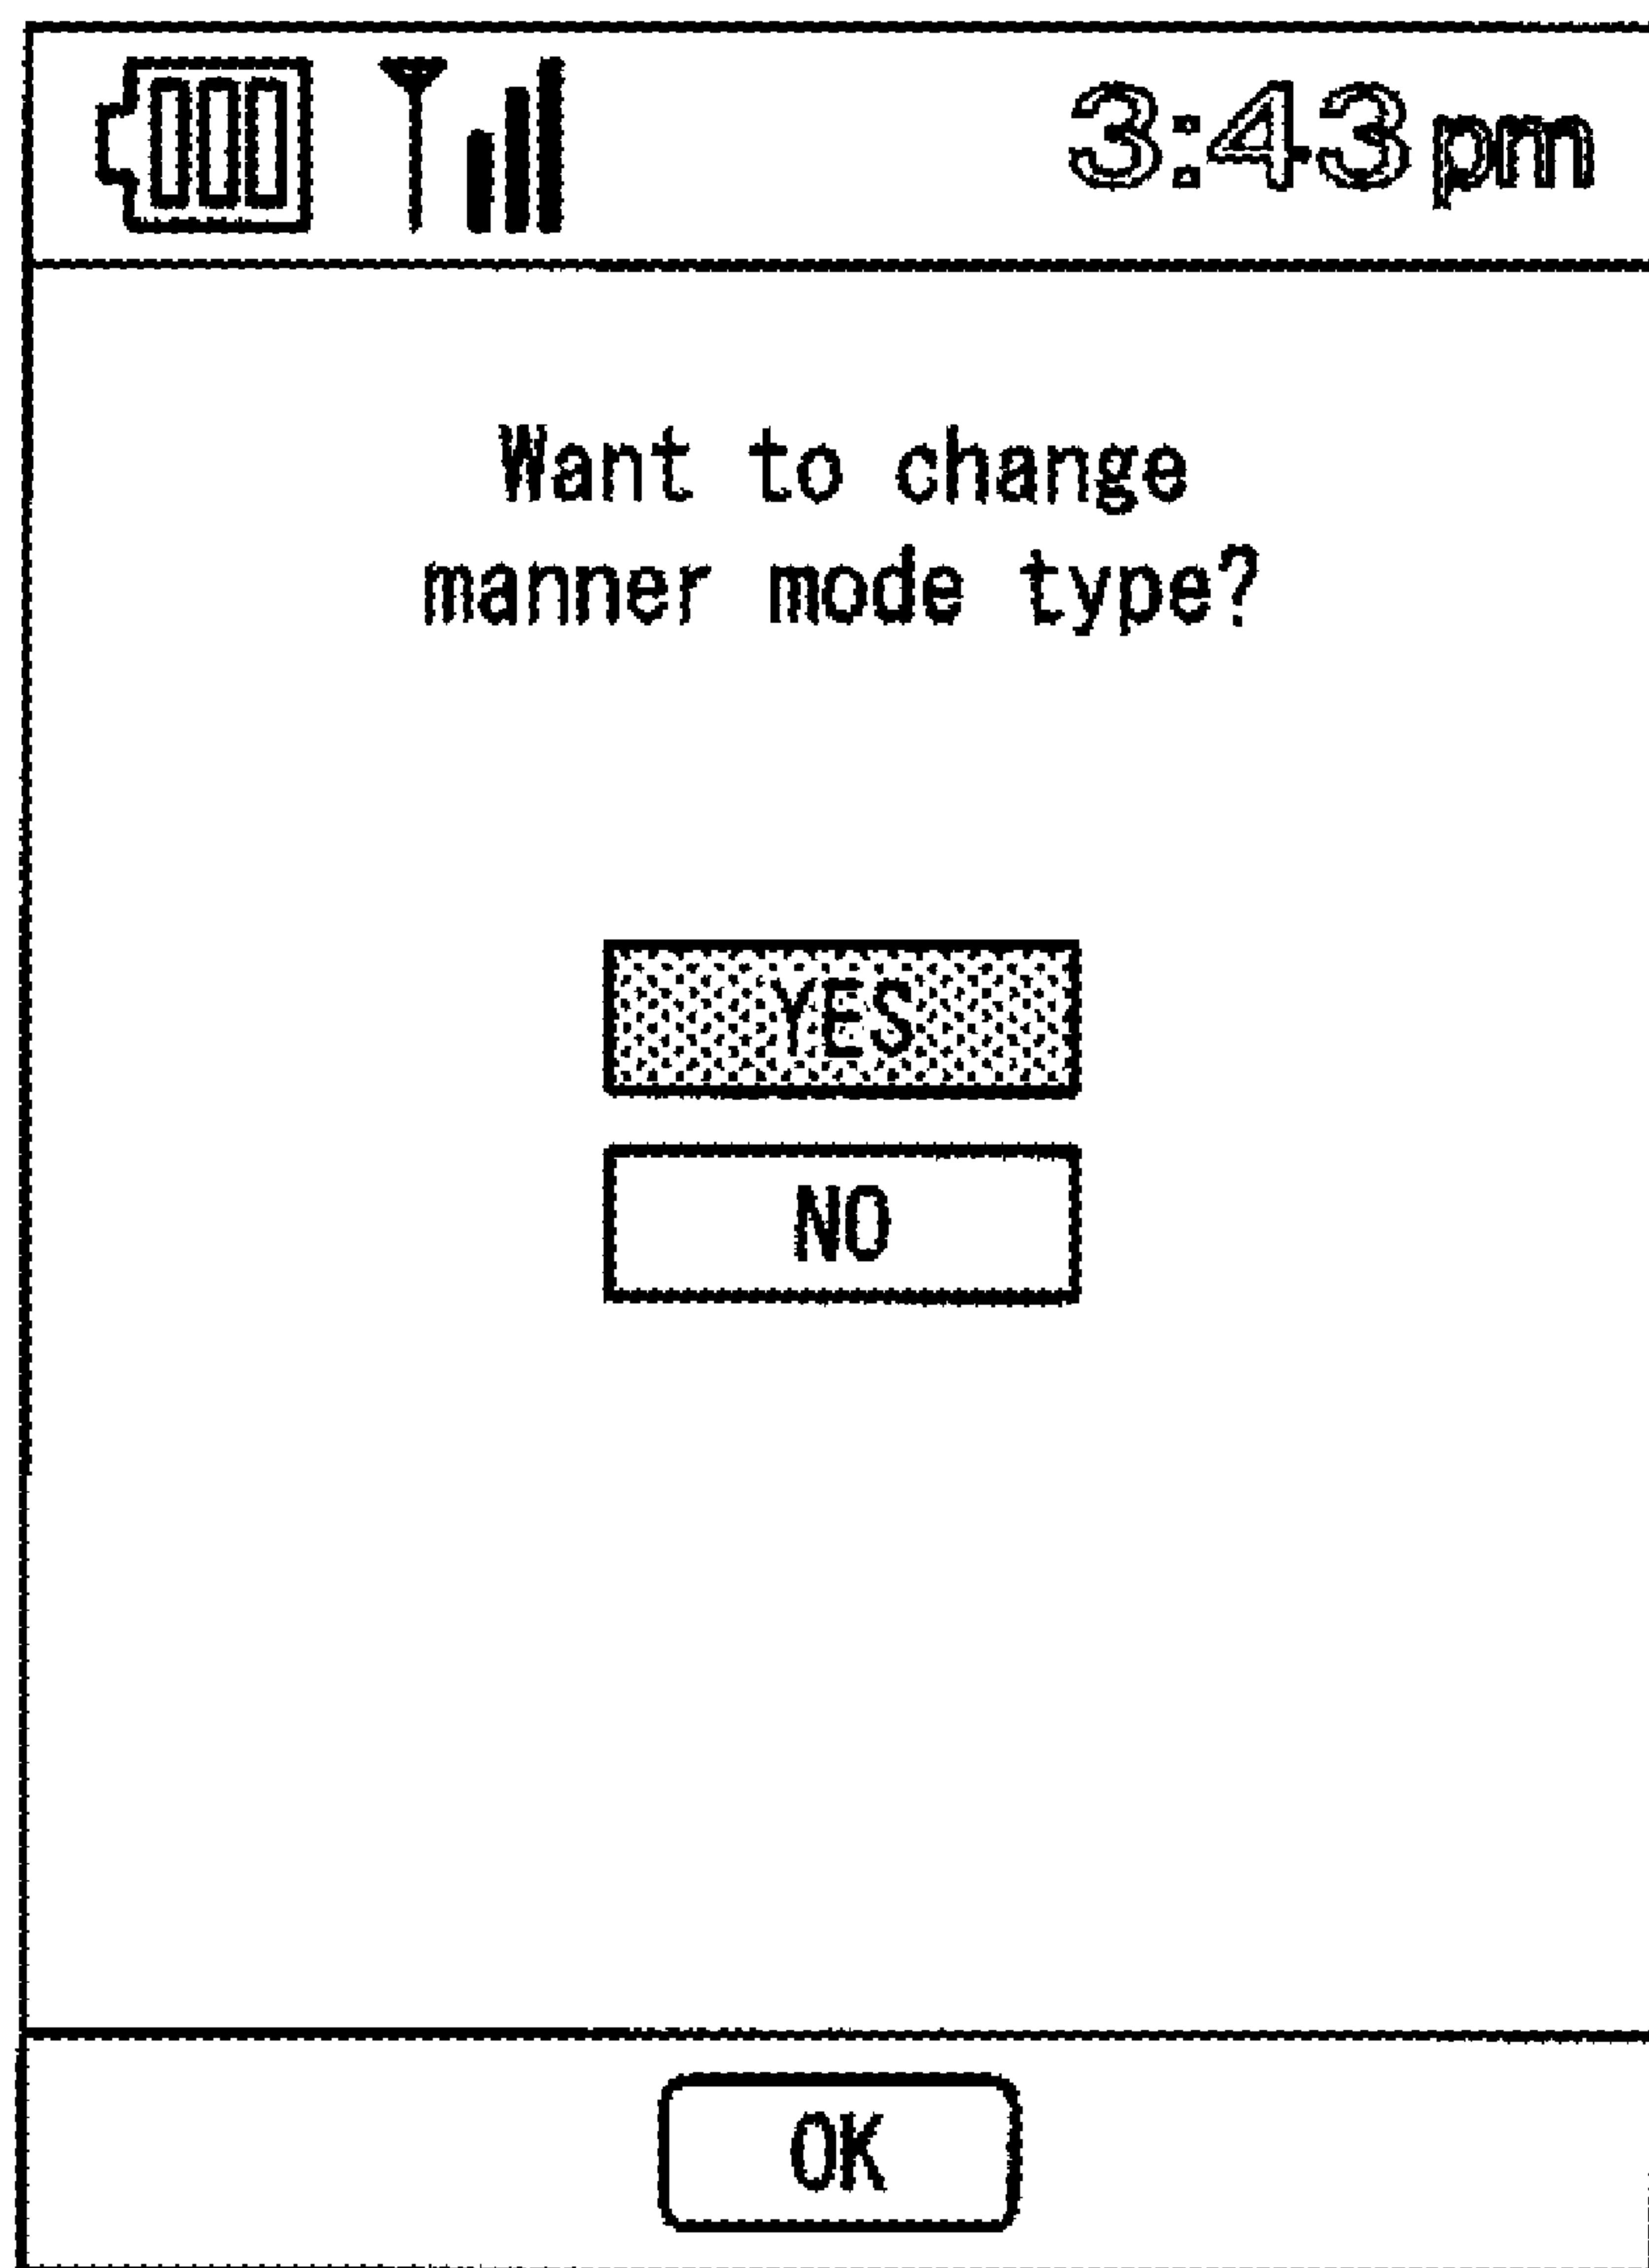 3:43pm
Want to change
manner mode type?
YES
NO
OK